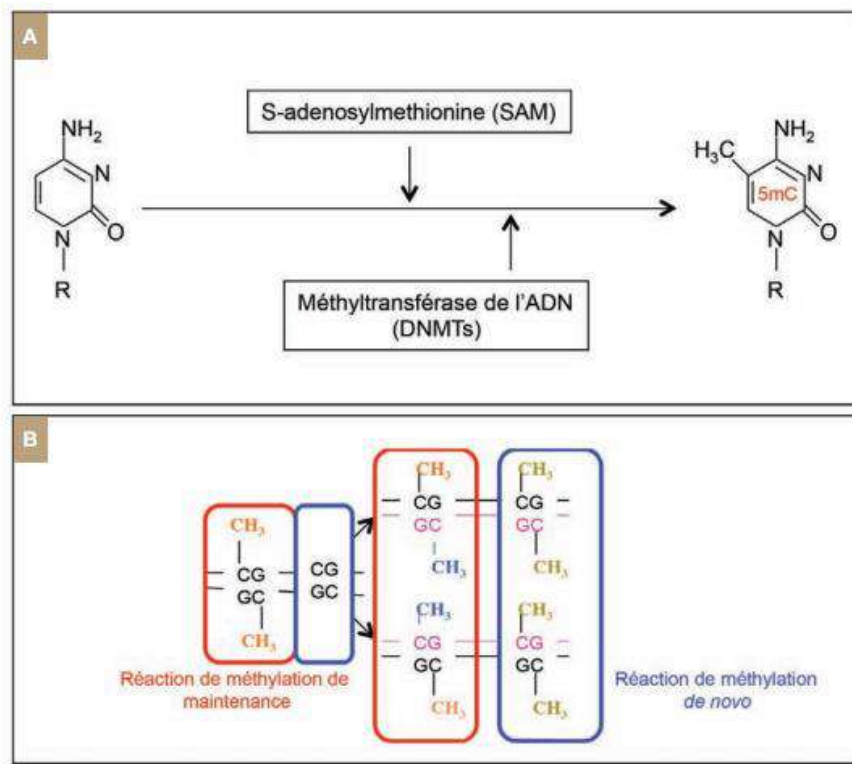 A
S-adenosylmethionine (SAM)
NH₂
N
N
O
R
H₃C
NH₂
N
5mC
N
O
R
Méthyltransférase de l'ADN
(DNMTs)
B
CH₃
CG
GC
CH₃
CG
GC
CH₃
CG
GC
CH₃
CH₃
CG
GC
CH₃
CH₃
CG
GC
CH₃
CH₃
CG
GC
CH₃
Réaction de méthylation de
maintenance
Réaction de méthylation
de novo